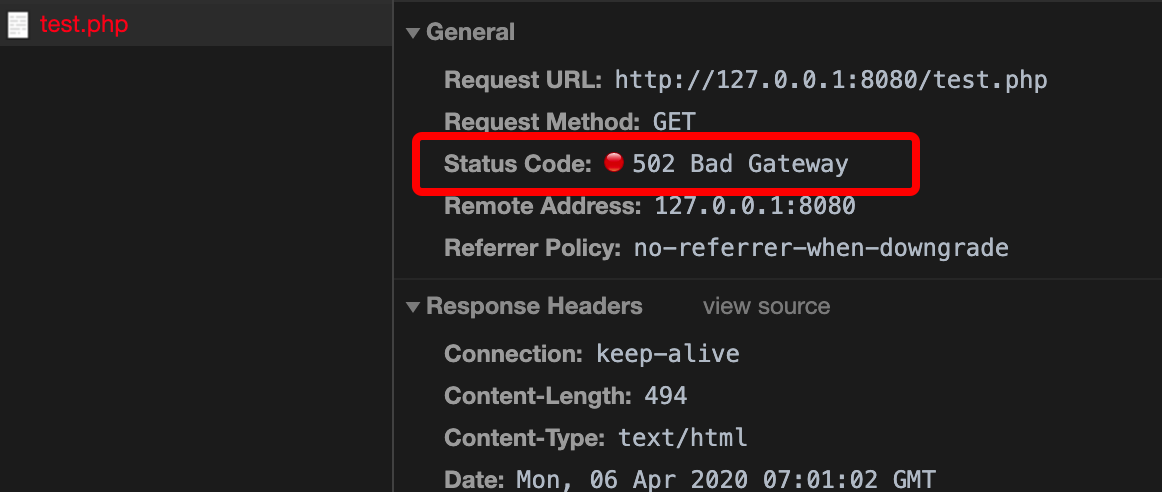 test.php
General
Request URL: http://127.0.0.1:8080/test.php
Request Method: GET
Status Code: 502 Bad Gateway
Remote Address: 127.0.0.1:8080
Referrer Policy: no-referrer-when-downgrade
Response Headers view source
Connection: keep-alive
Content-Length: 494
Content-Type: text/html
Date: Mon, 06 Apr 2020 07:01:02 GMT